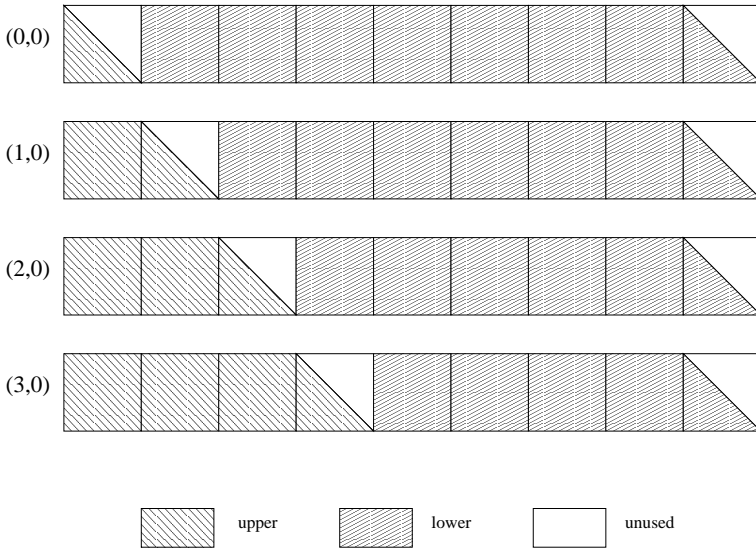 (0,0)
(1,0)
(2,0)
(3,0)
upper lower unused